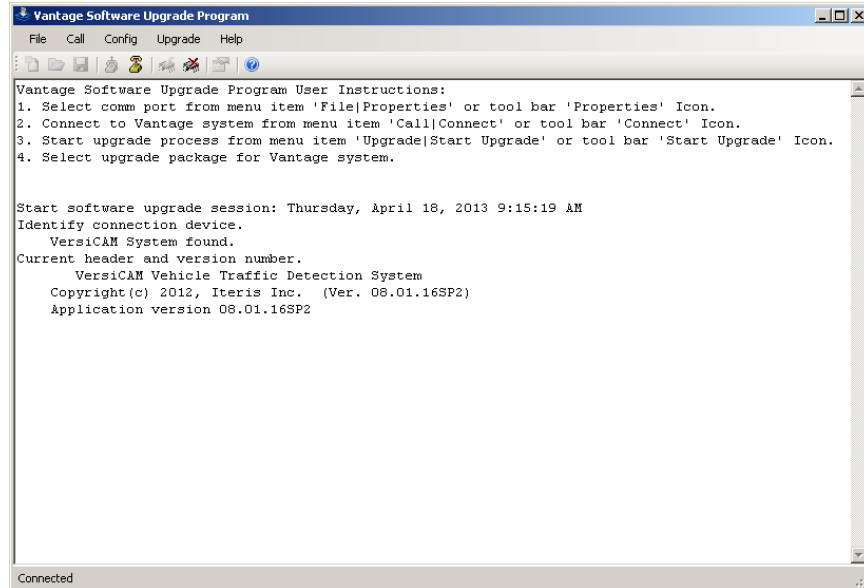 Vantage Software Upgrade Program
File Call Config Upgrade Help
Vantage Software Upgrade Program User Instructions:
1. Select comm port from menu item 'File|Properties' or tool bar 'Properties' Icon.
2. Connect to Vantage system from menu item 'Call|Connect' or tool bar 'Connect' Icon.
3. Start upgrade process from menu item 'Upgrade|Start Upgrade' or tool bar 'Start Upgrade' Icon.
4. Select upgrade package for Vantage system.
Start software upgrade session: Thursday, April 18, 2013 9:15:19 AM
Identify connection device.
VersiCAM System found.
Current header and version number.
VersiCAM Vehicle Traffic Detection System
Copyright(c) 2012, Iteris Inc. (Ver. 08.01.16SP2)
Application version 08.01.16SP2
Connected